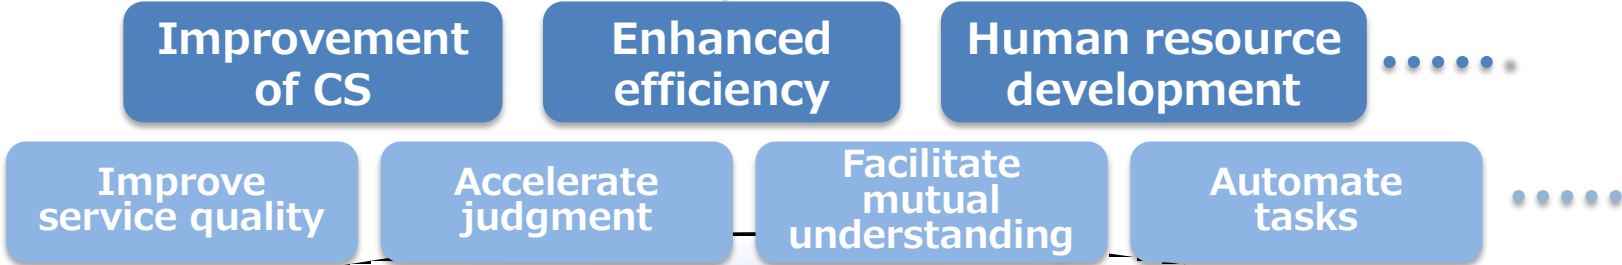 Improvement
of CS
Enhanced
efficiency
Human resource
development
Improve
service quality
Accelerate
judgment
Facilitate
mutual
understanding
Automate
tasks